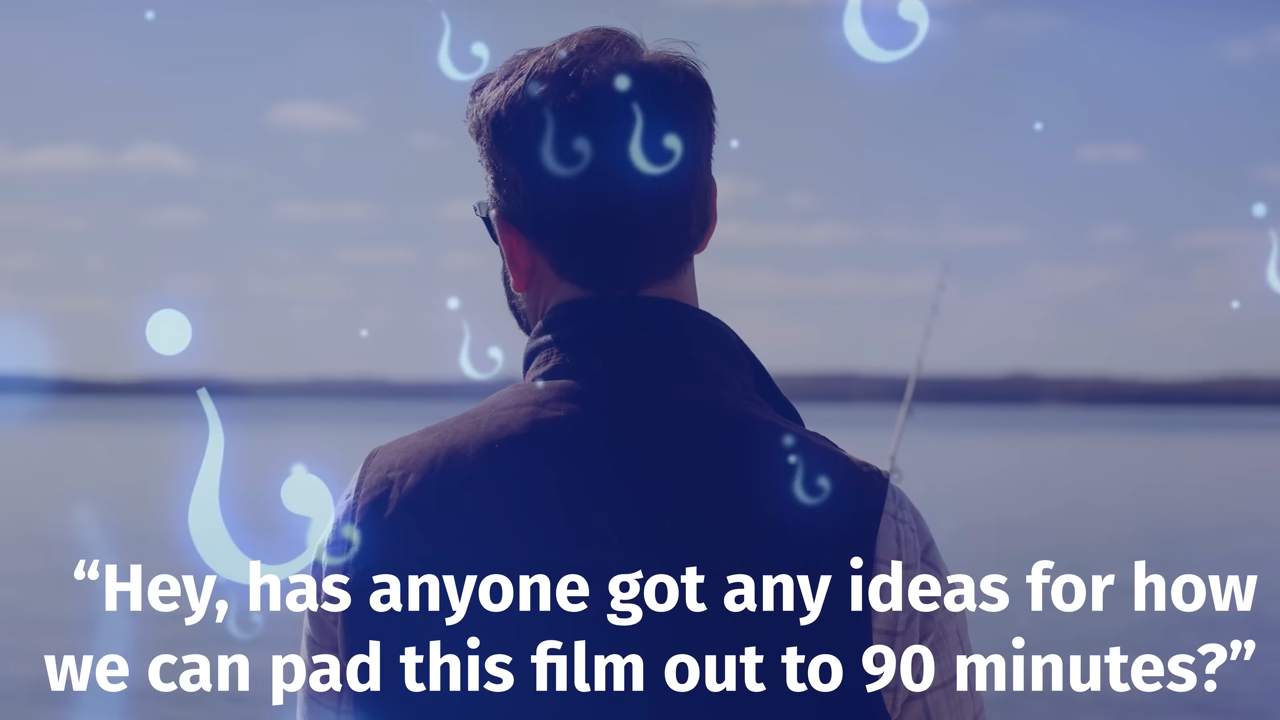 “Hey, has anyone got any ideas for how
we can pad this film out to 90 minutes?”